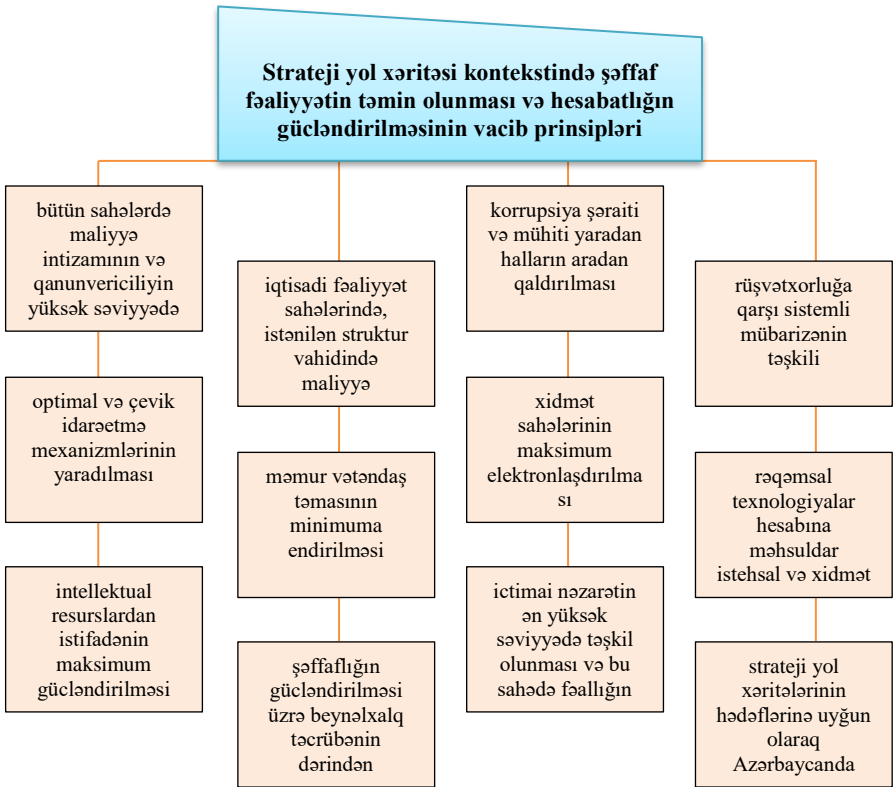 Strateji yol xəritəsi kontekstində şəffaf
fəaliyyətin təmin olunması və hesabatlığın
gücləndirilməsinin vacib prinsipləri
bütün sahələrdə
maliyyə
intizamının və
qanunvericiliyin
yüksək səviyyədə
optimal və çevik
idarəetmə
mexanizmlərinin
yaradılması
intellektual
resurslardan
istifadənin
maksimum
gücləndirilməsi
iqtisadi fəaliyyət
sahələrində,
istənilən struktur
vahidində
maliyyə
məmur vətəndaş
təmasının
minimuma
endirilməsi
şəffaflığın
gücləndirilməsi
üzrə beynəlxalq
təcrübənin
dərindən
korrupsiya şəraiti
və mühiti yaradan
halların aradan
qaldırılması
xidmət
sahələrinin
maksimum
elektronlaşdırılma
sı
ictimai nəzarətin
ən yüksək
səviyyədə təşkil
olunması və bu
sahədə fəallığın
rüşvətxorluğa
qarşı sistemli
mübarizənin
təşkili
rəqəmsal
texnologiyalar
hesabına
məhsuldar
istehsal və xidmət
strateji yol
xəritələrinin
hədəflərinə uyğun
olaraq
Azərbaycanda